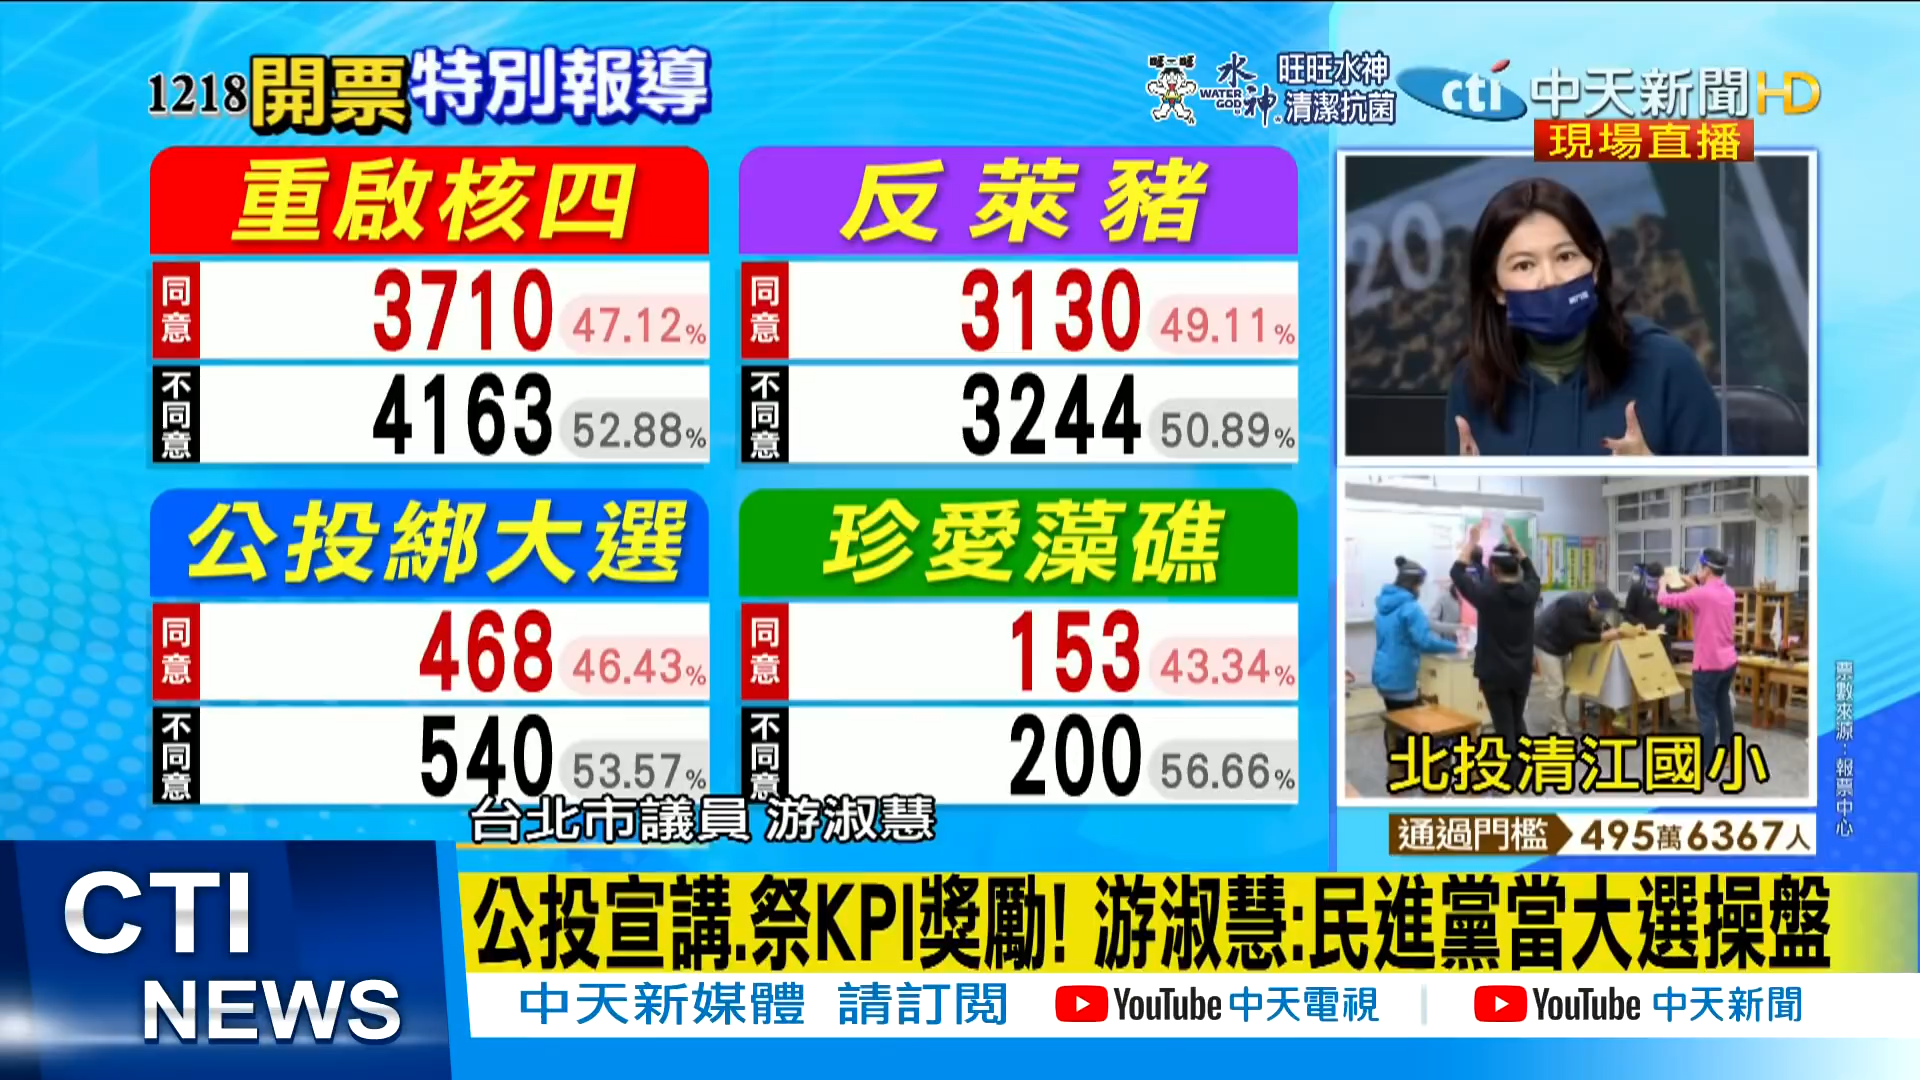 1218開票特別報導
旺旺
水神
WATER GOD
旺旺水神
清潔抗菌
cti 中天新聞HD
現場直播
重啟核四
同意 3710 47.12%
不同意 4163 52.88%
反萊豬
同意 3130 49.11%
不同意 3244 50.89%
公投綁大選
同意 468 46.43%
不同意 540 53.57%
珍愛藻礁
同意 153 43.34%
不同意 200 56.66%
20
北投清江國小
票數來源：報票中心
通過門檻 495萬6367人
台北市議員 游淑慧
CTI NEWS
公投宣講.祭KPI獎勵! 游淑慧:民進黨當大選操盤
中天新媒體 請訂閱 YouTube 中天電視 | YouTube 中天新聞